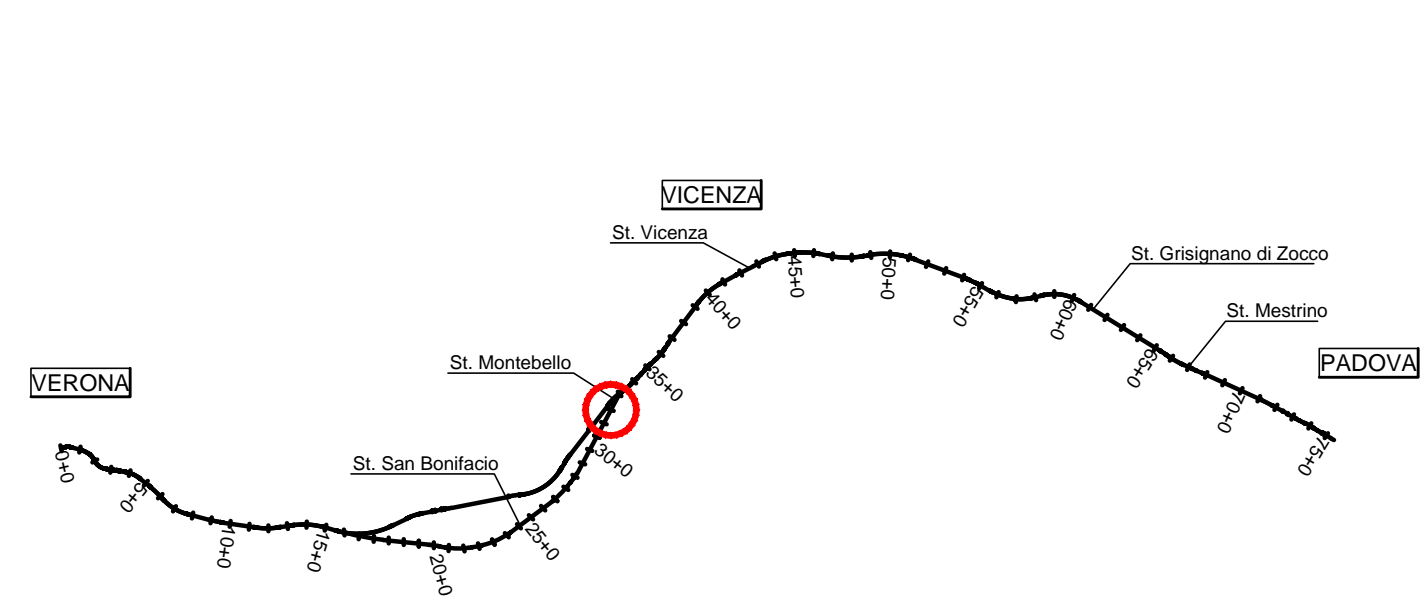 VICENZA
St. Vicenza
St. Grisignano di Zocco
St. Mestrino
PADOVA
St. Montebello
VERONA
St. San Bonifacio
0+0
5+0
10+0
15+0
20+0
25+0
30+0
35+0
40+0
45+0
50+0
55+0
60+0
65+0
70+0
75+0